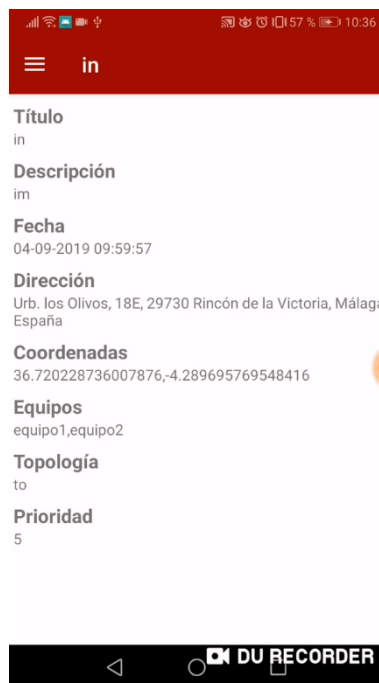 57 % 10:36
in
Título
in
Descripción
im
Fecha
04-09-2019 09:59:57
Dirección
Urb. los Olivos, 18E, 29730 Rincón de la Victoria, Málaga
España
Coordenadas
36.720228736007876,-4.289695769548416
Equipos
equipo1,equipo2
Topología
to
Prioridad
5
DU RECORDER